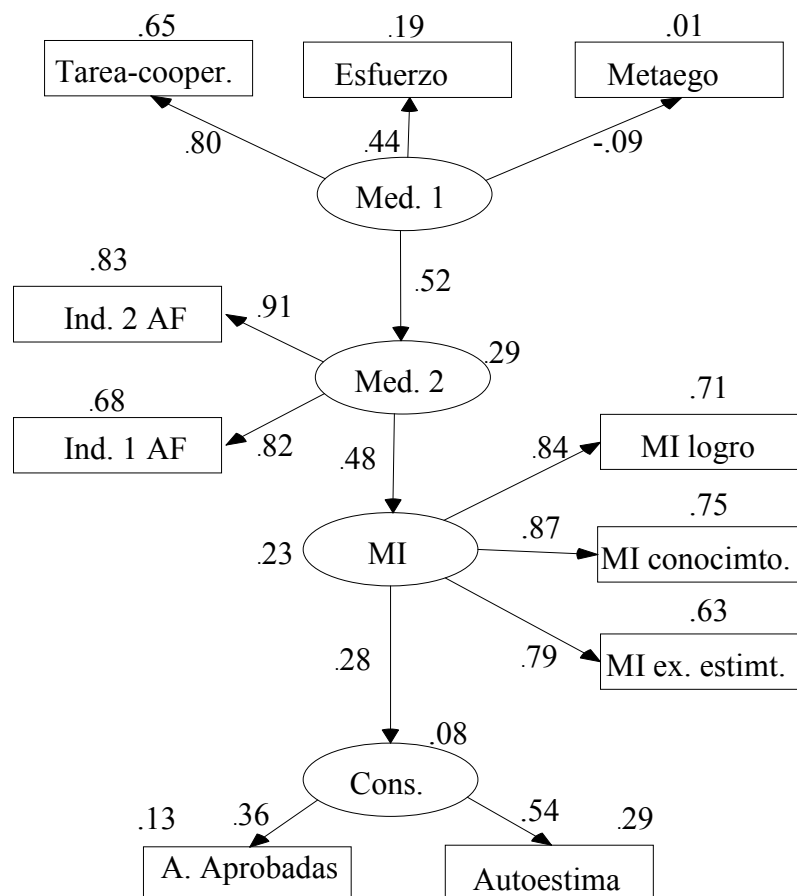 .65
.19
.01
Tarea-cooper.
Esfuerzo
Metaego
.80
.44
-.09
Med. 1
.83
.52
Ind. 2 AF
.91
Med. 2
.29
.68
.71
Ind. 1 AF
.82
.48
.84
MI logro
.75
.23
MI
.87
MI conocimto.
.63
.28
.79
MI ex. estimt.
.08
Cons.
.13
.36
.54
.29
A. Aprobadas
Autoestima